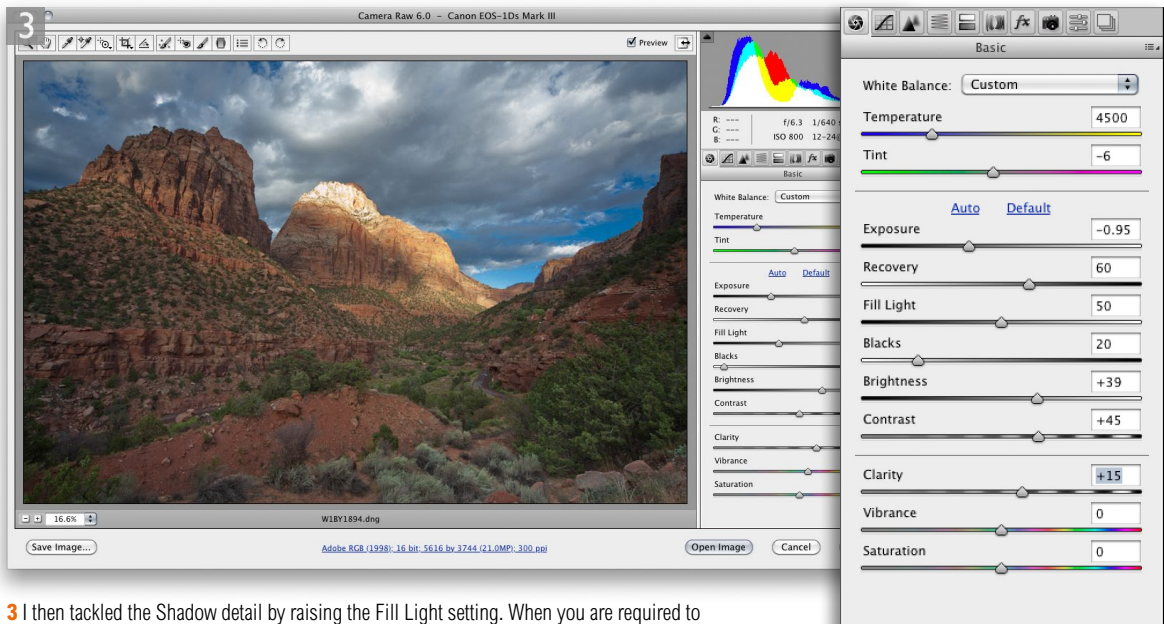 3
Camera Raw 6.0 – Canon EOS-1Ds Mark III
Preview
R: ---
G: ---
B: ---
f/6.3 1/640
ISO 800 12-24@
Basic
White Balance: Custom
Temperature
Tint
Auto Default
Exposure
Recovery
Fill Light
Blacks
Brightness
Contrast
Clarity
Vibrance
Saturation
16.6%
W1BY1894.dng
Save Image...
Adobe RGB (1998); 16 bit; 5616 by 3744 (21.0MP); 300 ppi
Open Image
Cancel
fx
Basic
White Balance: Custom
Temperature 4500
Tint -6
Auto Default
Exposure -0.95
Recovery 60
Fill Light 50
Blacks 20
Brightness +39
Contrast +45
Clarity +15
Vibrance 0
Saturation 0
3 I then tackled the Shadow detail by raising the Fill Light setting. When you are required to